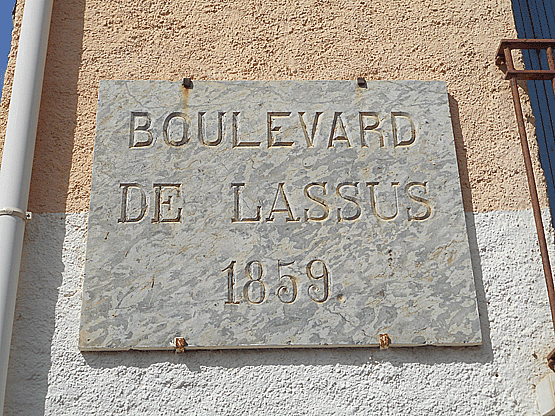 BOULEVARD
DE LASSUS
1859.